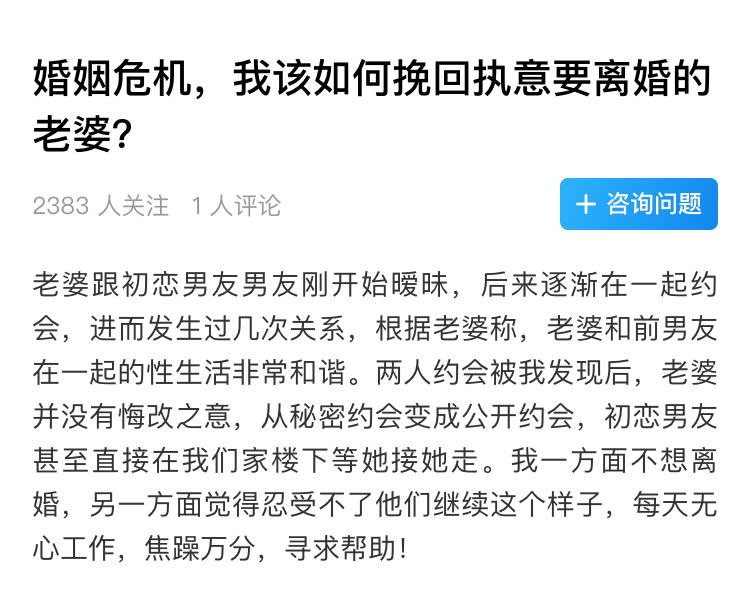 婚姻危机，我该如何挽回执意要离婚的
老婆？
2383 人关注 1 人评论
+ 咨询问题
老婆跟初恋男友男友刚开始暧昧，后来逐渐在一起约
会，进而发生过几次关系，根据老婆称，老婆和前男友
在一起的性生活非常和谐。两人约会被我发现后，老婆
并没有悔改之意，从秘密约会变成公开约会，初恋男友
甚至直接在我们家楼下等她接她走。我一方面不想离
婚，另一方面觉得忍受不了他们继续这个样子，每天无
心工作，焦躁万分，寻求帮助！